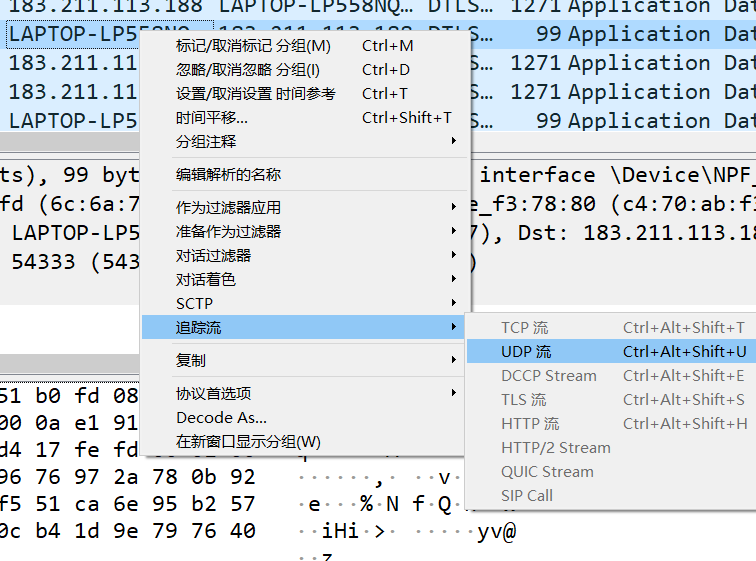 183.211.113.188 LAPTOP-LP558NQ… DTLS… 1271 Application Dat
LAPTOP-LP558NQ 99 Application Dat
183.211.11 S… 1271 Application Dat
183.211.11 S… 1271 Application Dat
LAPTOP-LP5 S… 99 Application Dat
标记/取消标记 分组(M) Ctrl+M
忽略/取消忽略 分组(I) Ctrl+D
设置/取消设置 时间参考 Ctrl+T
时间平移... Ctrl+Shift+T
分组注释
编辑解析的名称
作为过滤器应用
准备作为过滤器
对话过滤器
对话着色
SCTP
追踪流
复制
协议首选项
Decode As...
在新窗口显示分组(W)
ts), 99 byt interface \Device\NPF_
fd (6c:6a:7 e_f3:78:80 (c4:70:ab:f3
LAPTOP-LP5 7), Dst: 183.211.113.18
54333 (543 )
TCP 流 Ctrl+Alt+Shift+T
UDP 流 Ctrl+Alt+Shift+U
DCCP Stream Ctrl+Alt+Shift+E
TLS 流 Ctrl+Alt+Shift+S
HTTP 流 Ctrl+Alt+Shift+H
HTTP/2 Stream
QUIC Stream
SIP Call
51 b0 fd 08
00 0a e1 91
d4 17 fe fd
96 76 97 2a 78 0b 92 ······, ··v·
f5 51 ca 6e 95 b2 57 ·e··%·N f·Q·
0c b4 1d 9e 79 76 40 ··iHi·>· ····yv@
z